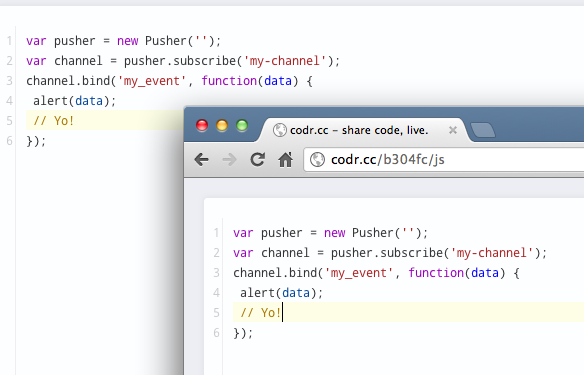 1 var pusher = new Pusher('');
2 var channel = pusher.subscribe('my-channel');
3 channel.bind('my_event', function(data) {
4 alert(data);
5 // Yo!
6 });
codr.cc – share code, live.
codr.cc/b304fc/js
1 var pusher = new Pusher('');
2 var channel = pusher.subscribe('my-channel');
3 channel.bind('my_event', function(data) {
4 alert(data);
5 // Yo!
6 });